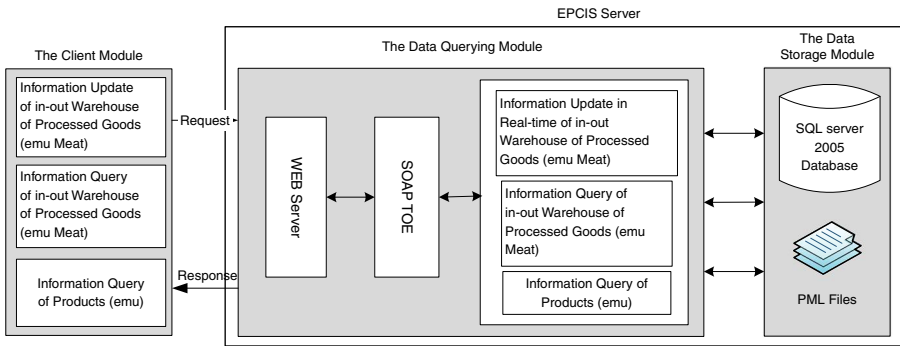 EPCIS Server
The Client Module
Information Update
of in-out Warehouse
of Processed Goods
(emu Meat)
Information Query
of in-out Warehouse
of Processed Goods
(emu Meat)
Information Query
of Products (emu)
Request
Response
The Data Querying Module
WEB Server
SOAP TOE
Information Update in
Real-time of in-out
Warehouse of Processed
Goods (emu Meat)
Information Query of
in-out Warehouse of
Processed Goods (emu
Meat)
Information Query of
Products (emu)
The Data
Storage Module
SQL server
2005
Database
PML Files